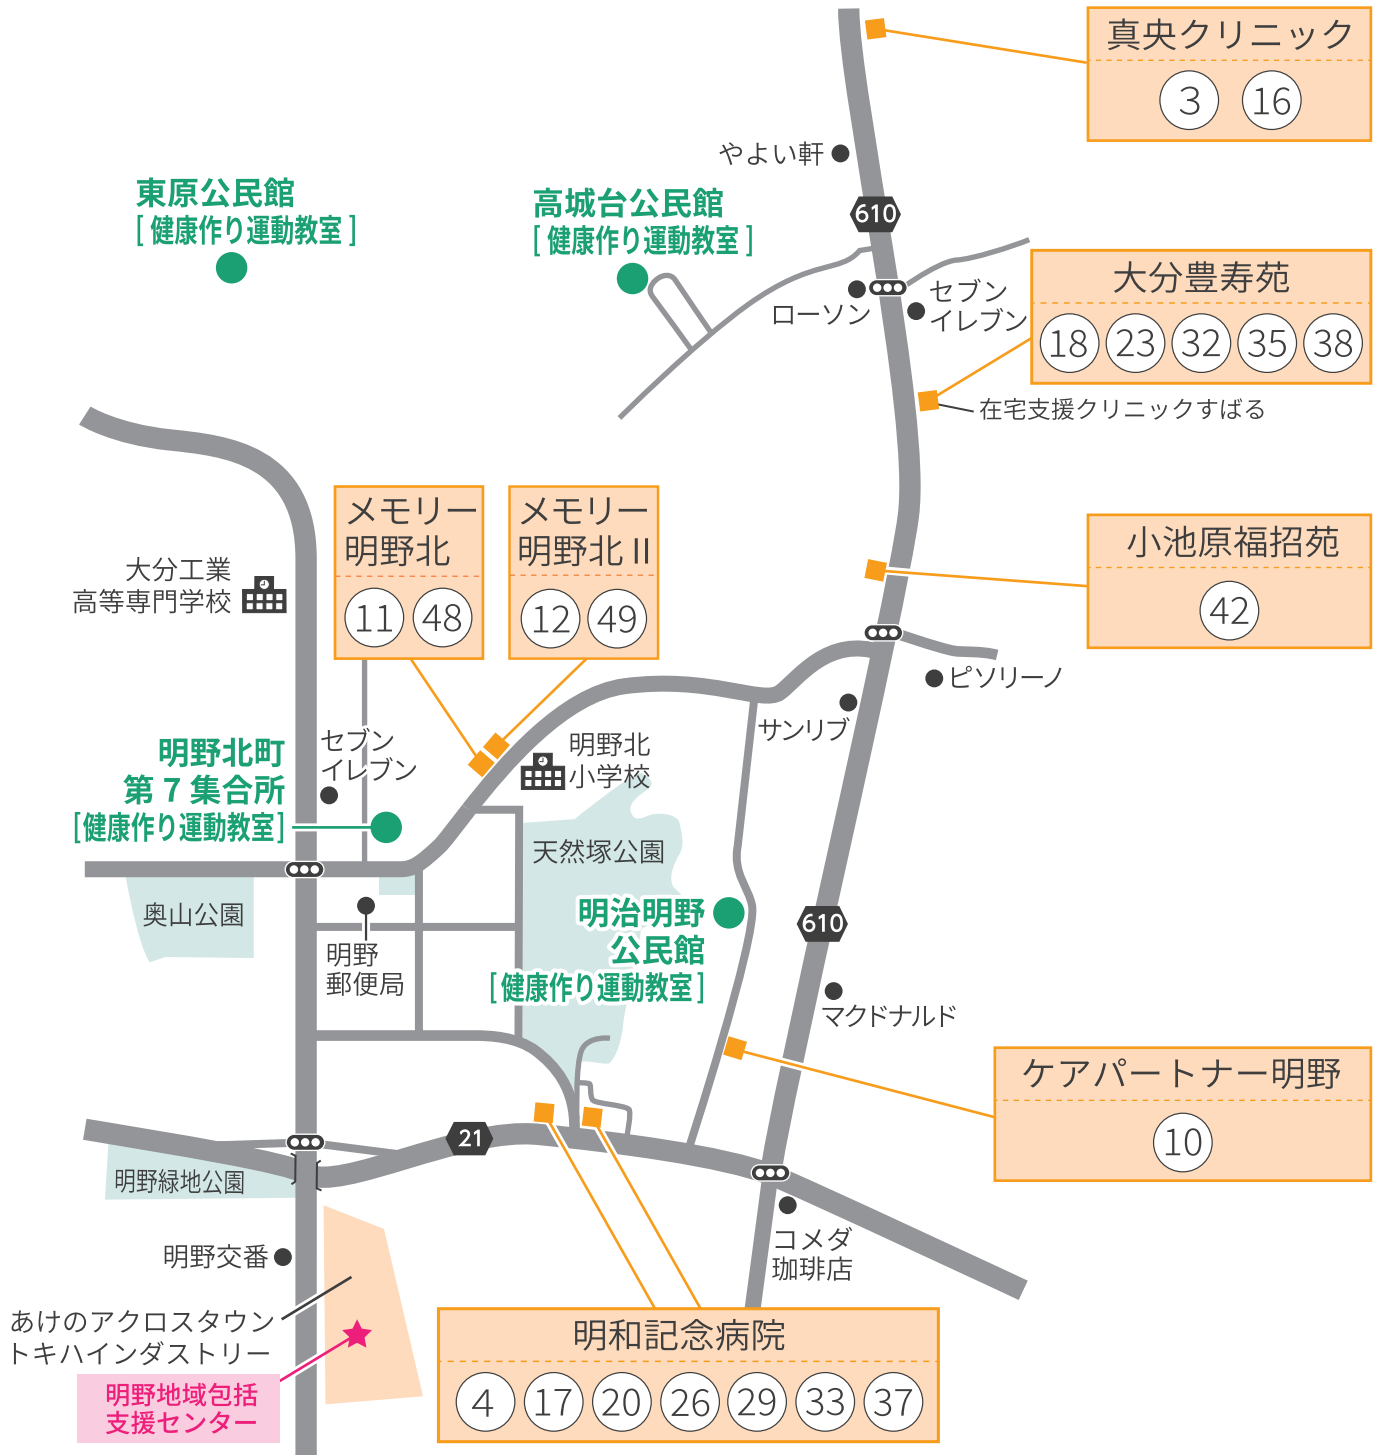 真央クリニック
3 16
やよい軒
610
東原公民館
[ 健康作り運動教室 ]
高城台公民館
[ 健康作り運動教室 ]
ローソン
セブン
イレブン
大分豊寿苑
18 23 32 35 38
在宅支援クリニックすばる
メモリー
明野北
11 48
メモリー
明野北Ⅱ
12 49
小池原福招苑
42
大分工業
高等専門学校
ピソリーノ
サンリブ
明野北町
第7集合所
[健康作り運動教室]
セブン
イレブン
明野北
小学校
天然塚公園
奥山公園
明野
郵便局
明治明野
公民館
[ 健康作り運動教室 ]
610
マクドナルド
ケアパートナー明野
10
21
明野緑地公園
明野交番
コメダ
珈琲店
あけのアクロスタウン
トキハインダストリー
明野地域包括
支援センター
明和記念病院
4 17 20 26 29 33 37